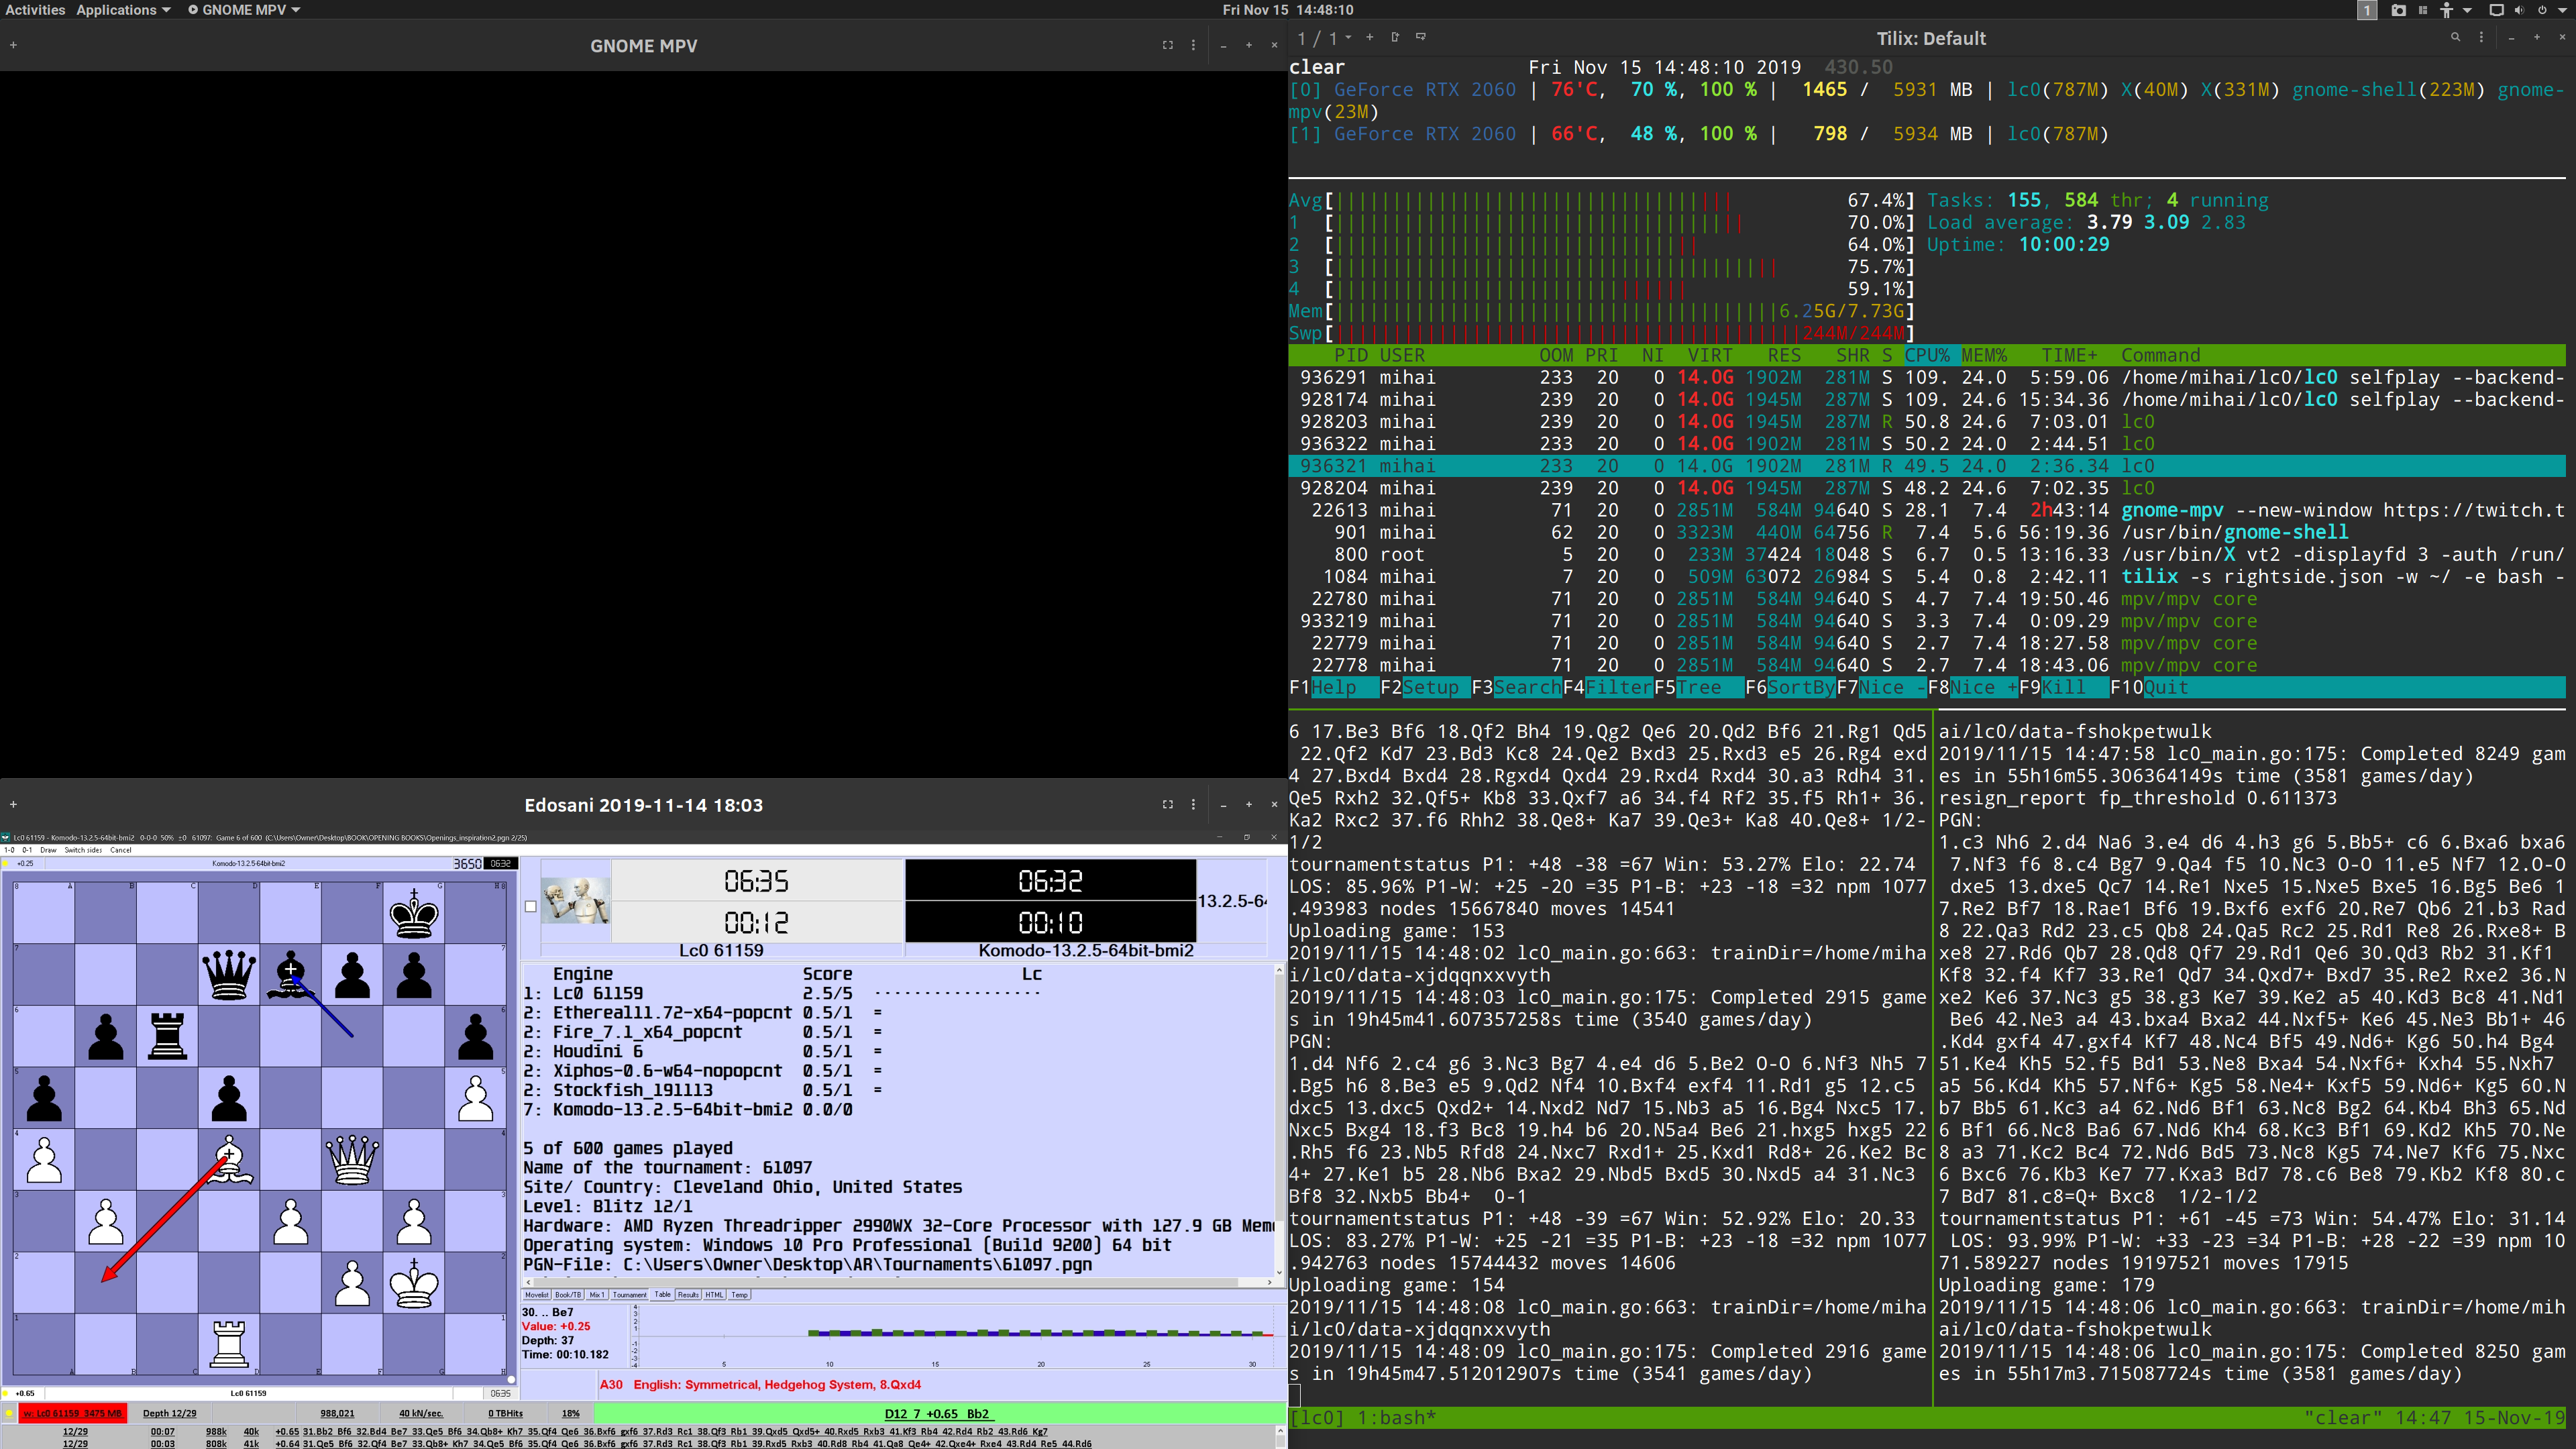 Activities Applications GNOME MPV Fri Nov 15 14:48:10 1
GNOME MPV
1 / 1 Tilix: Default
clear Fri Nov 15 14:48:10 2019 430.50
[0] GeForce RTX 2060 | 76'C, 70 %, 100 % | 1465 / 5931 MB | lc0(787M) X(40M) X(331M) gnome-shell(223M) gnome-
mpv(23M)
[1] GeForce RTX 2060 | 66'C, 48 %, 100 % | 798 / 5934 MB | lc0(787M)
Avg[ 67.4%] Tasks: 155, 584 thr; 4 running
1 [ 70.0%] Load average: 3.79 3.09 2.83
2 [ 64.0%] Uptime: 10:00:29
3 [ 75.7%]
4 [ 59.1%]
Mem[ 6.25G/7.73G]
Swp[ 244M/244M]
PID USER OOM PRI NI VIRT RES SHR S CPU% MEM% TIME+ Command
936291 mihai 233 20 0 14.0G 1902M 281M S 109. 24.0 5:59.06 /home/mihai/lc0/lc0 selfplay --backend-
928174 mihai 239 20 0 14.0G 1945M 287M S 109. 24.6 15:34.36 /home/mihai/lc0/lc0 selfplay --backend-
928203 mihai 239 20 0 14.0G 1945M 287M R 50.8 24.6 7:03.01 lc0
936322 mihai 233 20 0 14.0G 1902M 281M S 50.2 24.0 2:44.51 lc0
936321 mihai 233 20 0 14.0G 1902M 281M R 49.5 24.0 2:36.34 lc0
928204 mihai 239 20 0 14.0G 1945M 287M S 48.2 24.6 7:02.35 lc0
22613 mihai 71 20 0 2851M 584M 94640 S 28.1 7.4 2h43:14 gnome-mpv --new-window https://twitch.t
901 mihai 62 20 0 3323M 440M 64756 R 7.4 5.6 56:19.36 /usr/bin/gnome-shell
800 root 5 20 0 233M 37424 18048 S 6.7 0.5 13:16.33 /usr/bin/X vt2 -displayfd 3 -auth /run/
1084 mihai 7 20 0 509M 63072 26984 S 5.4 0.8 2:42.11 tilix -s rightside.json -w ~/ -e bash -
22780 mihai 71 20 0 2851M 584M 94640 S 4.7 7.4 19:50.46 mpv/mpv core
933219 mihai 71 20 0 2851M 584M 94640 S 3.3 7.4 0:09.29 mpv/mpv core
22779 mihai 71 20 0 2851M 584M 94640 S 2.7 7.4 18:27.58 mpv/mpv core
22778 mihai 71 20 0 2851M 584M 94640 S 2.7 7.4 18:43.06 mpv/mpv core
F1Help F2Setup F3SearchF4FilterF5Tree F6SortByF7Nice -F8Nice +F9Kill F10Quit
6 17.Be3 Bf6 18.Qf2 Bh4 19.Qg2 Qe6 20.Qd2 Bf6 21.Rg1 Qd5
22.Qf2 Kd7 23.Bd3 Kc8 24.Qe2 Bxd3 25.Rxd3 e5 26.Rg4 exd
4 27.Bxd4 Bxd4 28.Rgxd4 Qxd4 29.Rxd4 Rxd4 30.a3 Rdh4 31.
Qe5 Rxh2 32.Qf5+ Kb8 33.Qxf7 a6 34.f4 Rf2 35.f5 Rh1+ 36.
Ka2 Rxc2 37.f6 Rhh2 38.Qe8+ Ka7 39.Qe3+ Ka8 40.Qe8+ 1/2-
1/2
tournamentstatus P1: +48 -38 =67 Win: 53.27% Elo: 22.74
LOS: 85.96% P1-W: +25 -20 =35 P1-B: +23 -18 =32 npm 1077
.493983 nodes 15667840 moves 14541
Uploading game: 153
2019/11/15 14:48:02 lc0_main.go:663: trainDir=/home/miha
i/lc0/data-xjdqqnxxvyth
2019/11/15 14:48:03 lc0_main.go:175: Completed 2915 game
s in 19h45m41.607357258s time (3540 games/day)
PGN:
1.d4 Nf6 2.c4 g6 3.Nc3 Bg7 4.e4 d6 5.Be2 O-O 6.Nf3 Nh5 7
.Bg5 h6 8.Be3 e5 9.Qd2 Nf4 10.Bxf4 exf4 11.Rd1 g5 12.c5
dxc5 13.dxc5 Qxd2+ 14.Nxd2 Nd7 15.Nb3 a5 16.Bg4 Nxc5 17.
Nxc5 Bxg4 18.f3 Bc8 19.h4 b6 20.N5a4 Be6 21.hxg5 hxg5 22
.Rh5 f6 23.Nb5 Rfd8 24.Nxc7 Rxd1+ 25.Kxd1 Rd8+ 26.Ke2 Bc
4+ 27.Ke1 b5 28.Nb6 Bxa2 29.Nbd5 Bxd5 30.Nxd5 a4 31.Nc3
Bf8 32.Nxb5 Bb4+ 0-1
tournamentstatus P1: +48 -39 =67 Win: 52.92% Elo: 20.33
LOS: 83.27% P1-W: +25 -21 =35 P1-B: +23 -18 =32 npm 1077
.942763 nodes 15744432 moves 14606
Uploading game: 154
2019/11/15 14:48:08 lc0_main.go:663: trainDir=/home/miha
i/lc0/data-xjdqqnxxvyth
2019/11/15 14:48:09 lc0_main.go:175: Completed 2916 game
s in 19h45m47.512012907s time (3541 games/day)
ai/lc0/data-fshokpetwulk
2019/11/15 14:47:58 lc0_main.go:175: Completed 8249 gam
es in 55h16m55.306364149s time (3581 games/day)
resign_report fp_threshold 0.611373
PGN:
1.c3 Nh6 2.d4 Na6 3.e4 d6 4.h3 g6 5.Bb5+ c6 6.Bxa6 bxa6
7.Nf3 f6 8.c4 Bg7 9.Qa4 f5 10.Nc3 O-O 11.e5 Nf7 12.O-O
dxe5 13.dxe5 Qc7 14.Re1 Nxe5 15.Nxe5 Bxe5 16.Bg5 Be6 1
7.Re2 Bf7 18.Rae1 Bf6 19.Bxf6 exf6 20.Re7 Qb6 21.b3 Rad
8 22.Qa3 Rd2 23.c5 Qb8 24.Qa5 Rc2 25.Rd1 Re8 26.Rxe8+ B
xe8 27.Rd6 Qb7 28.Qd8 Qf7 29.Rd1 Qe6 30.Qd3 Rb2 31.Kf1
Kf8 32.f4 Kf7 33.Re1 Qd7 34.Qxd7+ Bxd7 35.Re2 Rxe2 36.N
xe2 Ke6 37.Nc3 g5 38.g3 Ke7 39.Ke2 a5 40.Kd3 Bc8 41.Nd1
Be6 42.Ne3 a4 43.bxa4 Bxa2 44.Nxf5+ Ke6 45.Ne3 Bb1+ 46
.Kd4 gxf4 47.gxf4 Kf7 48.Nc4 Bf5 49.Nd6+ Kg6 50.h4 Bg4
51.Ke4 Kh5 52.f5 Bd1 53.Ne8 Bxa4 54.Nxf6+ Kxh4 55.Nxh7
a5 56.Kd4 Kh5 57.Nf6+ Kg5 58.Ne4+ Kxf5 59.Nd6+ Kg5 60.N
b7 Bb5 61.Kc3 a4 62.Nd6 Bf1 63.Nc8 Bg2 64.Kb4 Bh3 65.Nd
6 Bf1 66.Nc8 Ba6 67.Nd6 Kh4 68.Kc3 Bf1 69.Kd2 Kh5 70.Ne
8 a3 71.Kc2 Bc4 72.Nd6 Bd5 73.Nc8 Kg5 74.Ne7 Kf6 75.Nxc
6 Bxc6 76.Kb3 Ke7 77.Kxa3 Bd7 78.c6 Be8 79.Kb2 Kf8 80.c
7 Bd7 81.c8=Q+ Bxc8 1/2-1/2
tournamentstatus P1: +61 -45 =73 Win: 54.47% Elo: 31.14
LOS: 93.99% P1-W: +33 -23 =34 P1-B: +28 -22 =39 npm 10
71.589227 nodes 19197521 moves 17915
Uploading game: 179
2019/11/15 14:48:06 lc0_main.go:663: trainDir=/home/mih
ai/lc0/data-fshokpetwulk
2019/11/15 14:48:06 lc0_main.go:175: Completed 8250 gam
es in 55h17m3.715087724s time (3581 games/day)
[lc0] 1:bash* "clear" 14:47 15-Nov-19
Edosani 2019-11-14 18:03
Lc0 61159 - Komodo-13.2.5-64bit-bmi2 0-0-0 50% ±0 61097: Game 6 of 600 (C:\Users\Owner\Desktop\BOOK\OPENING BOOKS\Openings_inspiration2.pgn 2/25)
1-0 0-1 Draw Switch sides Cancel
+0.25 Komodo-13.2.5-64bit-bmi2 3650 06:32
06:35 06:32
00:12 00:10
13.2.5-64
Lc0 61159 Komodo-13.2.5-64bit-bmi2
Engine Score Lc
1: Lc0 61159 2.5/5 - - - - - - - - - - - - - - - - -
2: Ethereal11.72-x64-popcnt 0.5/1 =
2: Fire_7.1_x64_popcnt 0.5/1 =
2: Houdini 6 0.5/1 =
2: Xiphos-0.6-w64-nopopcnt 0.5/1 =
2: Stockfish_191113 0.5/1 =
7: Komodo-13.2.5-64bit-bmi2 0.0/0
5 of 600 games played
Name of the tournament: 61097
Site/ Country: Cleveland Ohio, United States
Level: Blitz 12/1
Hardware: AMD Ryzen Threadripper 2990WX 32-Core Processor with 127.9 GB Mem
Operating system: Windows 10 Pro Professional (Build 9200) 64 bit
PGN-File: C:\Users\Owner\Desktop\AR\Tournaments\61097.pgn
Movelist Book/TB Mix 1 Tournament Table Results HTML Temp
30. .. Be7
Value: +0.25
Depth: 37
Time: 00:10.182
5 10 15 20 25 30
A30 English: Symmetrical, Hedgehog System, 8.Qxd4
+0.65 Lc0 61159 06:35
w: Lc0 61159 3475 MB Depth 12/29 988,021 40 kN/sec. 0 TBHits 18% D12 7 +0.65 Bb2
12/29 00:07 988k 40k +0.65 31.Bb2 Bf6 32.Bd4 Be7 33.Qe5 Bf6 34.Qb8+ Kh7 35.Qf4 Qe6 36.Bxf6 gxf6 37.Rd3 Rc1 38.Qf3 Rb1 39.Qxd5 Qxd5+ 40.Rxd5 Rxb3 41.Kf3 Rb4 42.Rd4 Rb2 43.Rd6 Kg7
12/29 00:03 808k 41k +0.64 31.Qe5 Bf6 32.Qf4 Be7 33.Qb8+ Kh7 34.Qe5 Bf6 35.Qf4 Qe6 36.Bxf6 gxf6 37.Rd3 Rc1 38.Qf3 Rb1 39.Rxd5 Rxb3 40.Rd8 Rb4 41.Qa8 Qe4+ 42.Qxe4+ Rxe4 43.Rd4 Re5 44.Rd6